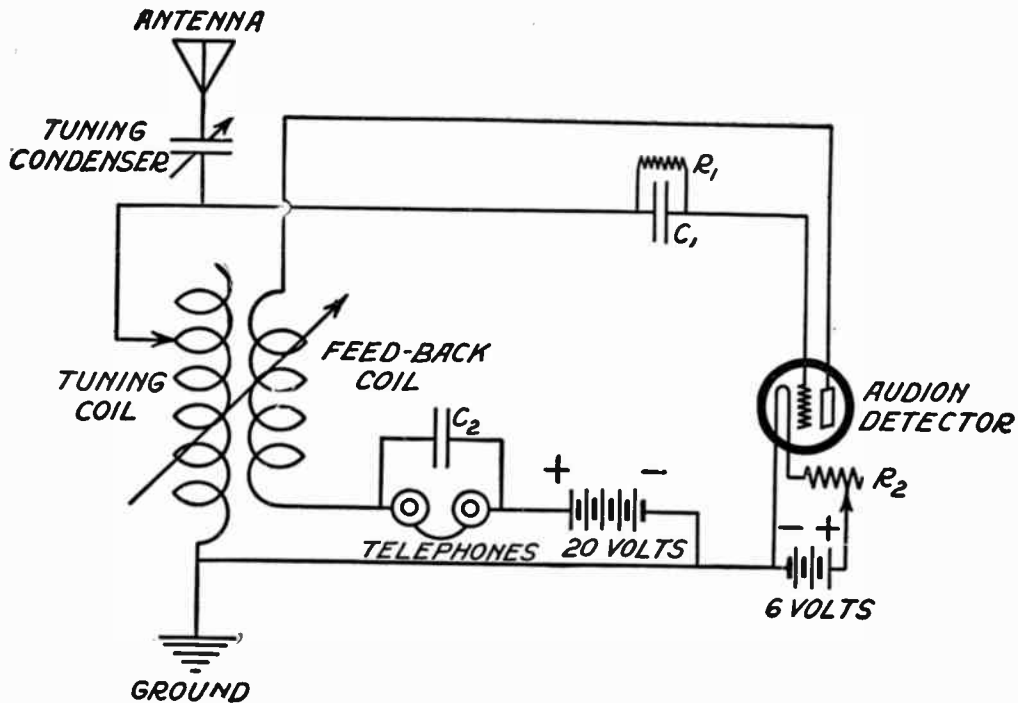 ANTENNA
TUNING
CONDENSER
R₁
C₁
TUNING
COIL
FEED-BACK
COIL
C₂
AUDION
DETECTOR
+ -
TELEPHONES
20 VOLTS
R₂
- +
6 VOLTS
GROUND